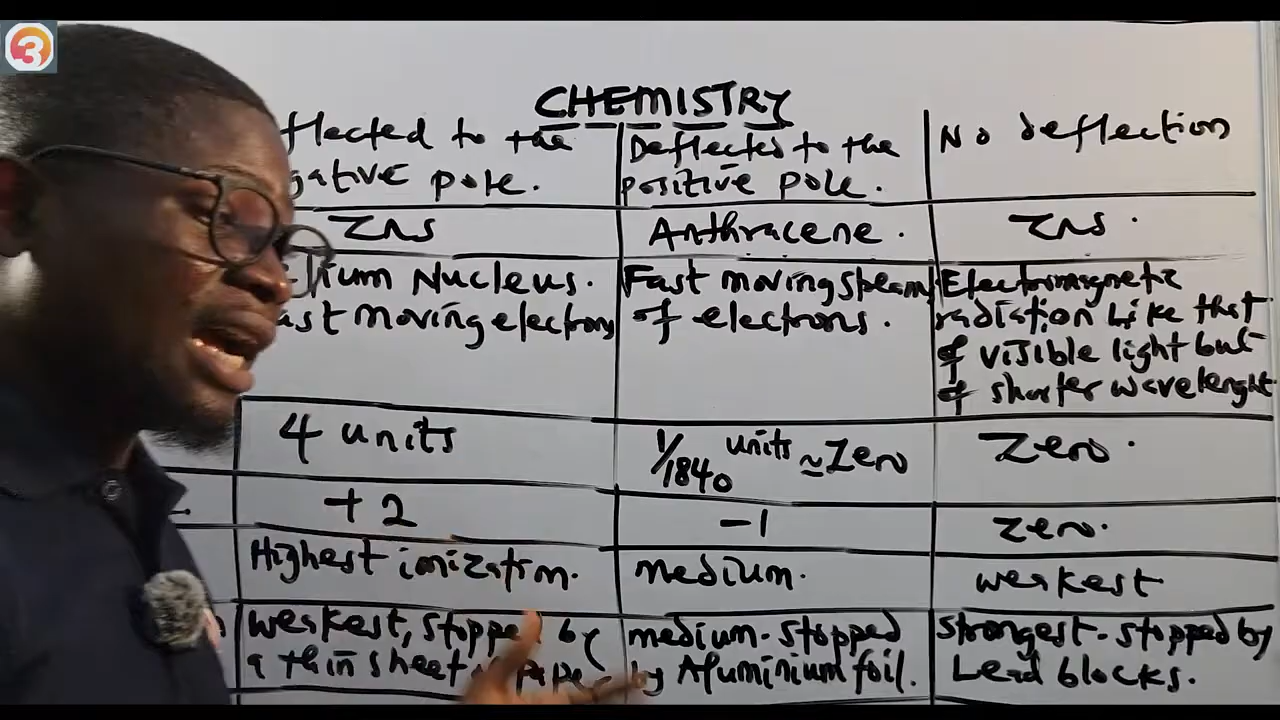 3
CHEMISTRY
flected to the
gative pole.
Deflected to the
positive pole.
No deflection
ZnS
Anthracene.
ZnS.
lium Nucleus.
ast moving electrons
Fast moving steam
of electrons.
Electromagnetic
radiation Like that
of visible light but
of shorter wavelenght
4 units
1/1840 units ≈ Zero
Zero.
+2
-1
zero.
Highest ionization.
medium.
weakest
weakest, stopped by
a thin sheet
medium. stopped
by Aluminium foil.
strongest. stopped by
Lead blocks.